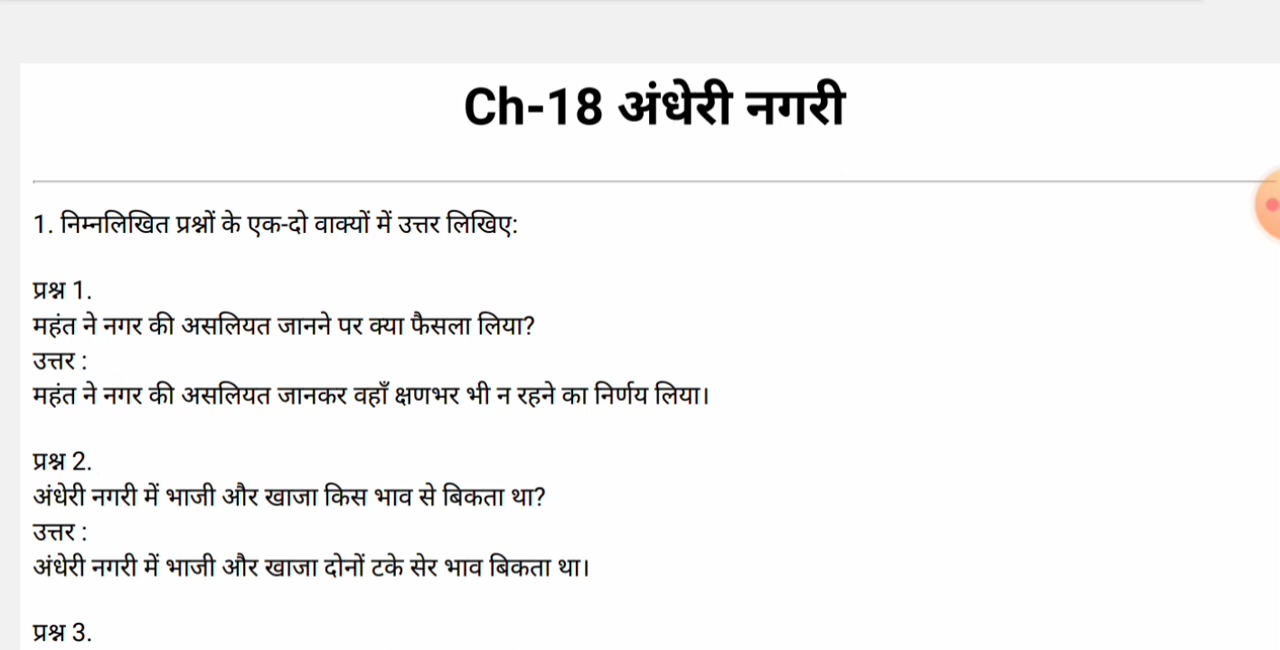 Ch-18 अंधेरी नगरी
1. निम्नलिखित प्रश्नों के एक-दो वाक्यों में उत्तर लिखिए:
प्रश्न 1.
महंत ने नगर की असलियत जानने पर क्या फैसला लिया?
उत्तर :
महंत ने नगर की असलियत जानकर वहाँ क्षणभर भी न रहने का निर्णय लिया।
प्रश्न 2.
अंधेरी नगरी में भाजी और खाजा किस भाव से बिकता था?
उत्तर :
अंधेरी नगरी में भाजी और खाजा दोनों टके सेर भाव बिकता था।
प्रश्न 3.